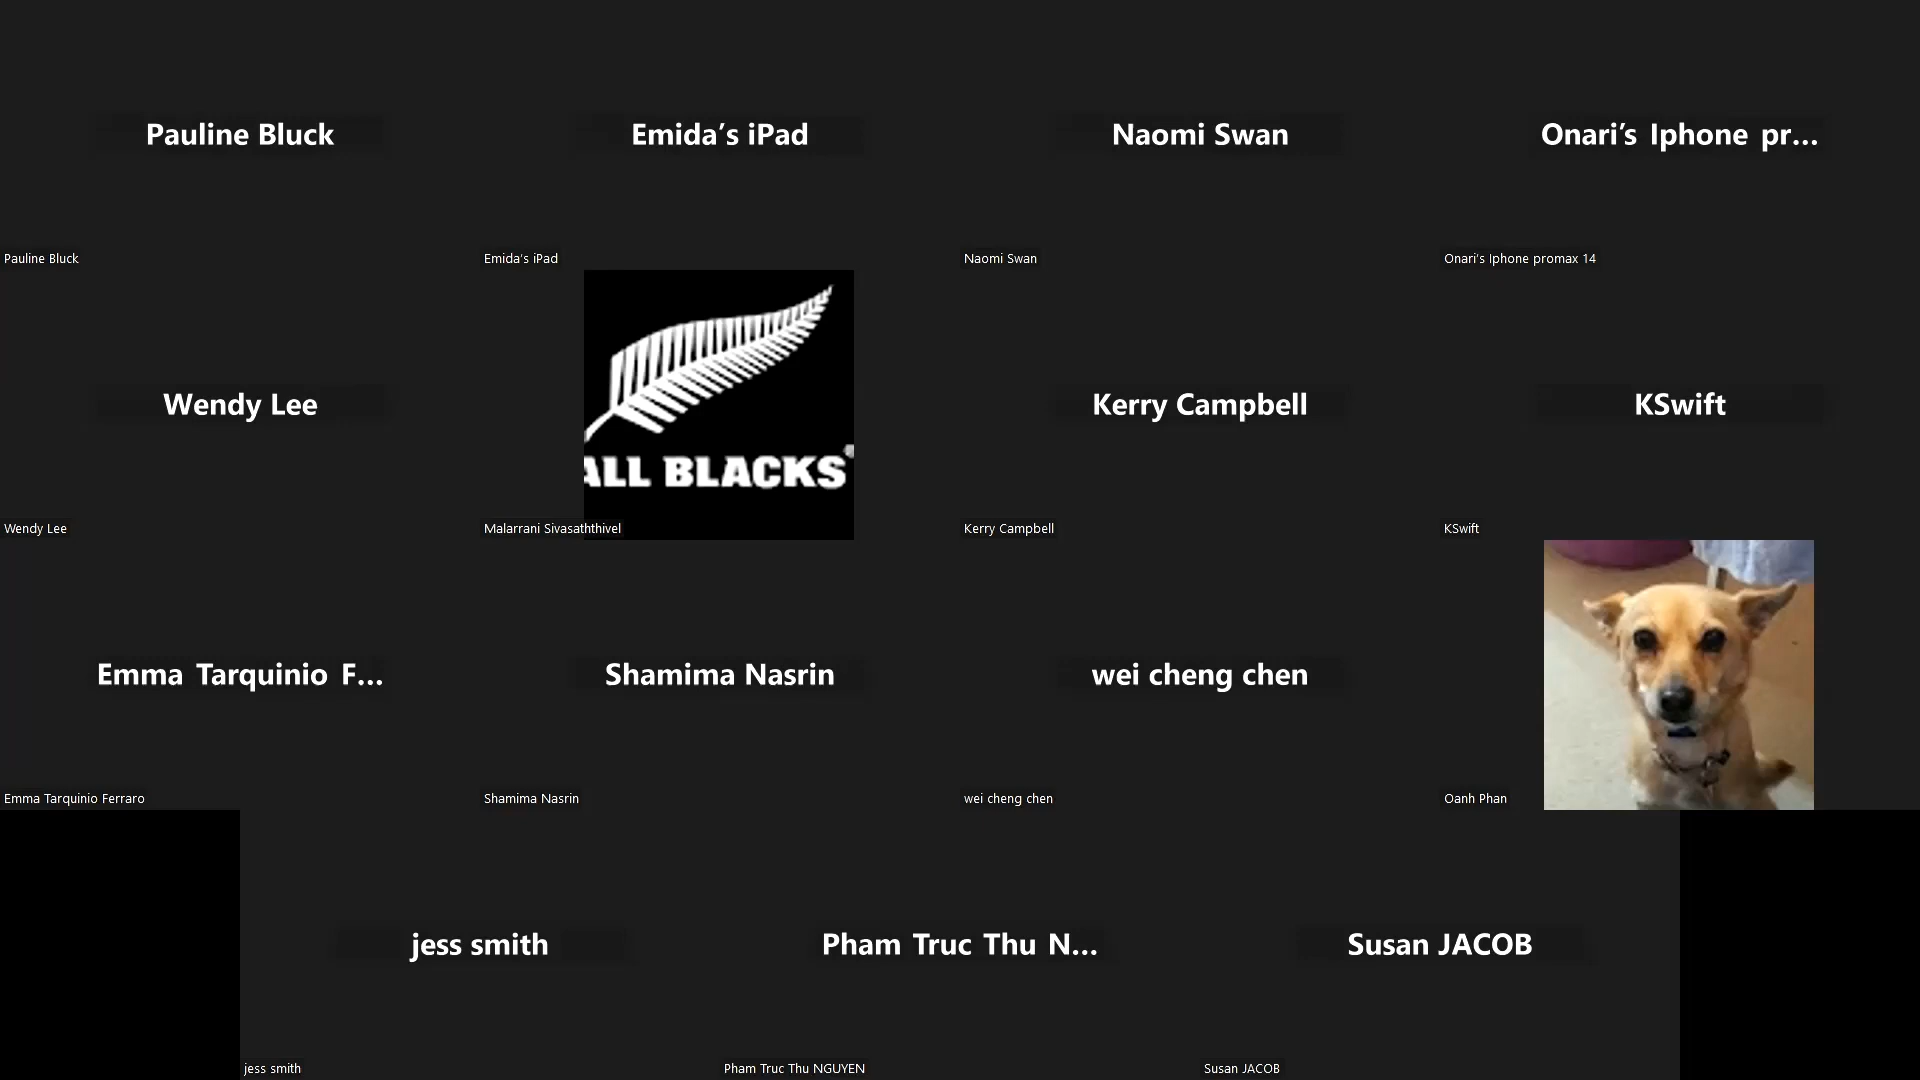 Pauline Bluck
Emida’s iPad
Naomi Swan
Onari’s Iphone pr...
Pauline Bluck
Emida's iPad
Naomi Swan
Onari's Iphone promax 14
Wendy Lee
ALL BLACKS
Kerry Campbell
KSwift
Wendy Lee
Malarrani Sivasaththivel
Kerry Campbell
KSwift
Emma Tarquinio F...
Shamima Nasrin
wei cheng chen
Emma Tarquinio Ferraro
Shamima Nasrin
wei cheng chen
Oanh Phan
jess smith
Pham Truc Thu N...
Susan JACOB
jess smith
Pham Truc Thu NGUYEN
Susan JACOB